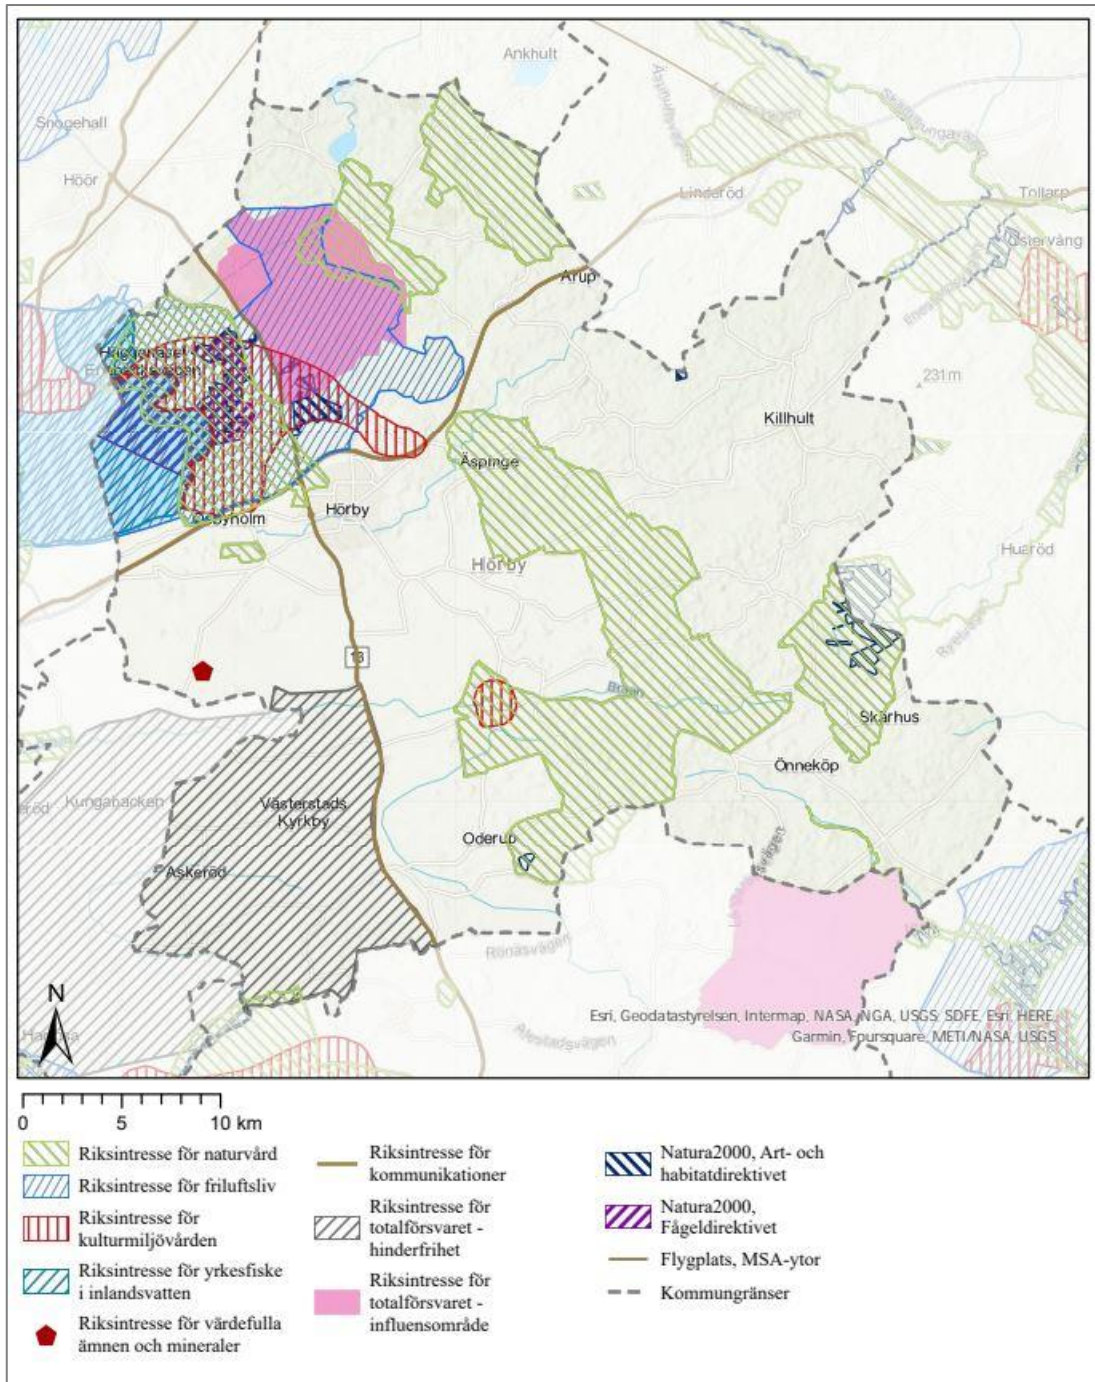 Ankhult
Snogehall
Höör
Linderöd
Tollarp
Östervång
Arup
231m
Killhult
Äspinge
Hörby
Hörby
Huaröd
13
Skarhus
Önneköp
Kungabacken
Västerstads
Kyrkby
Oderup
Askeröd
Rönåsvägen
N
Esri, Geodatastyrelsen, Intermap, NASA, NGA, USGS, SDFE, Esri, HERE,
Garmin, Foursquare, METI/NASA, USGS
0 5 10 km
Riksintresse för naturvård
Riksintresse för friluftsliv
Riksintresse för
kulturmiljövården
Riksintresse för yrkesfiske
i inlandsvatten
Riksintresse för värdefulla
ämnen och mineraler
Riksintresse för
kommunikationer
Riksintresse för
totalförsvaret -
hinderfrihet
Riksintresse för
totalförsvaret -
influensområde
Natura2000, Art- och
habitatdirektivet
Natura2000,
Fågeldirektivet
Flygplats, MSA-ytor
Kommungränser